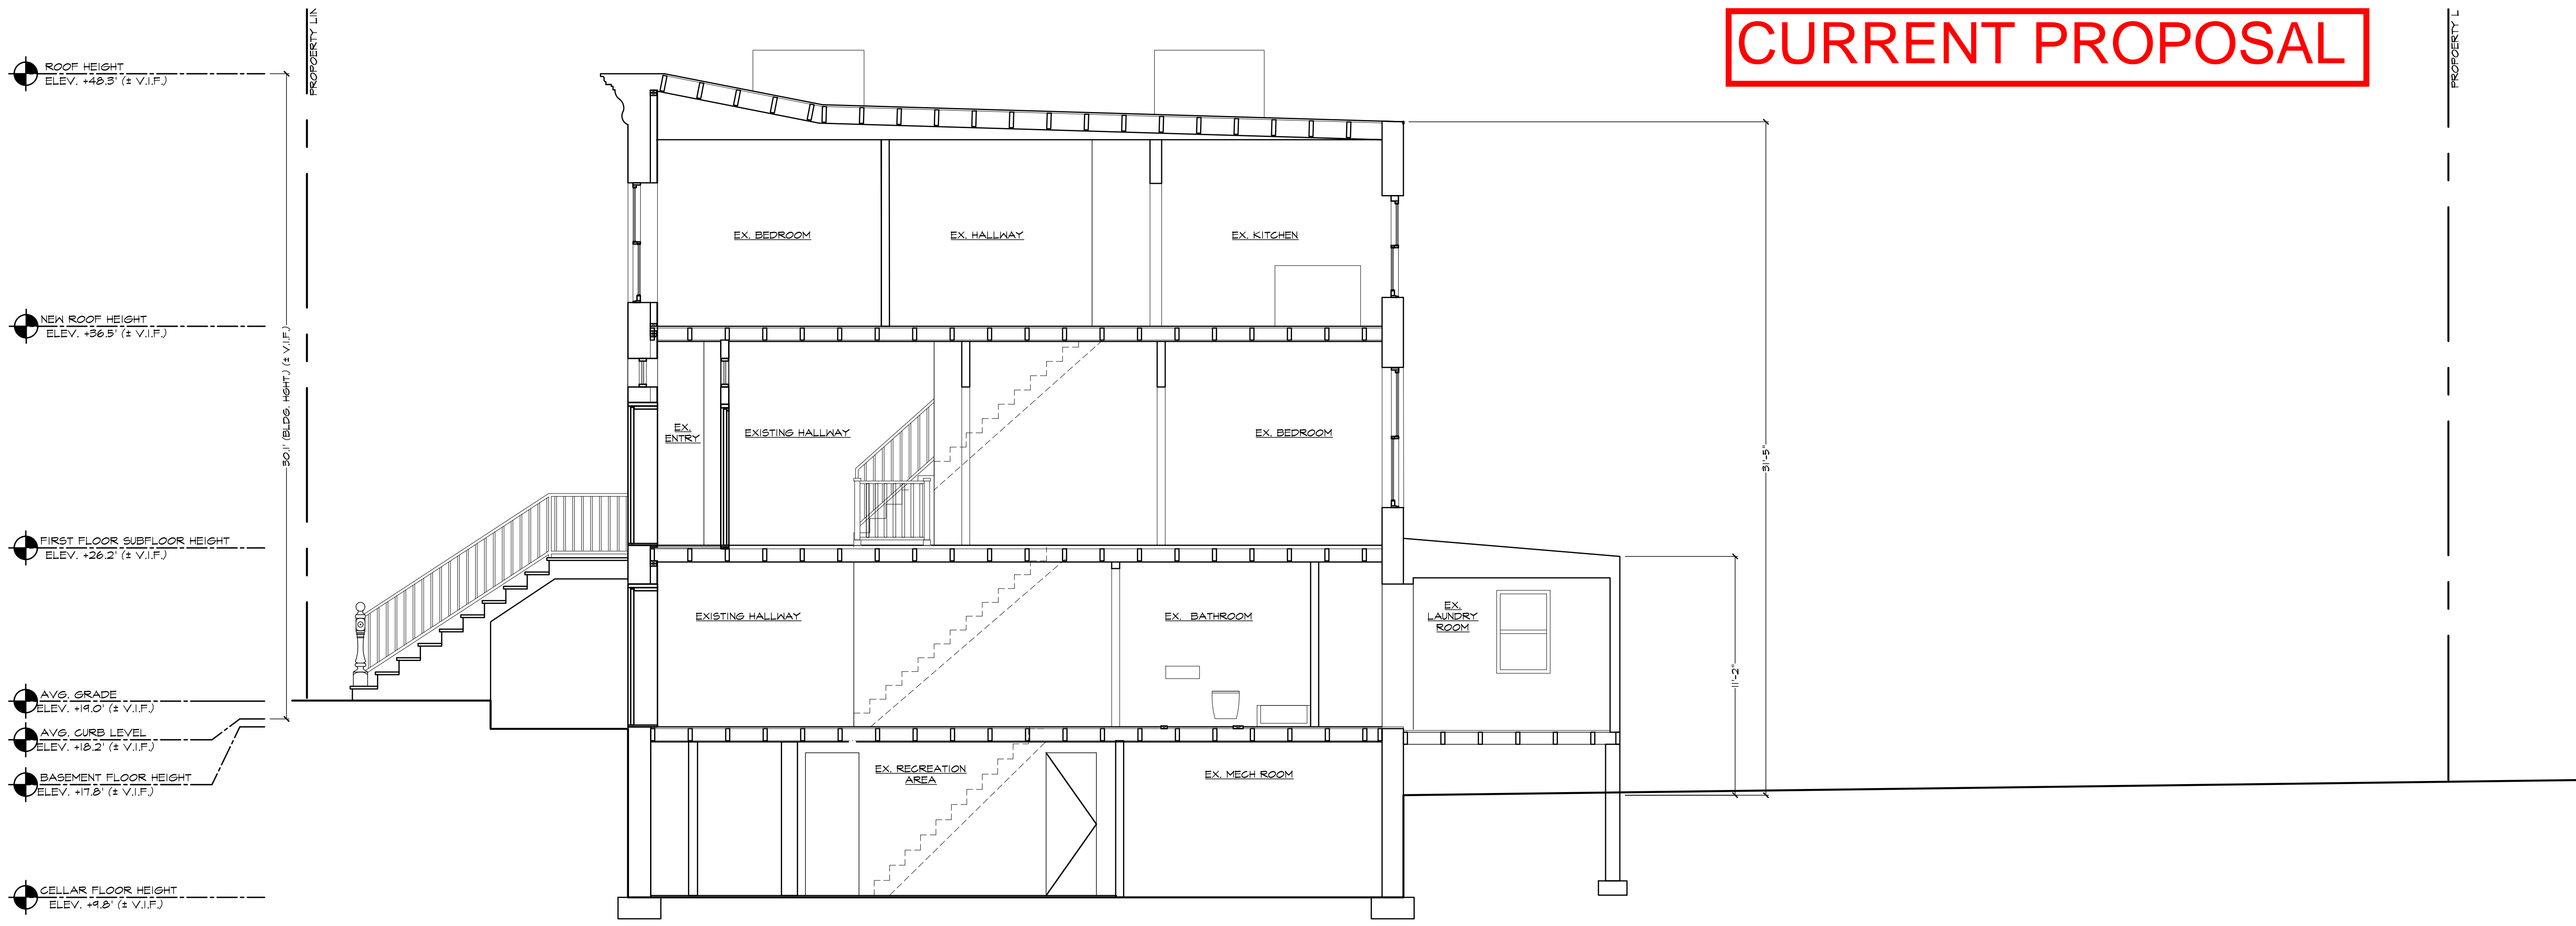 CURRENT PROPOSAL
PROPOERTY LIN
PROPOERTY L
ROOF HEIGHT
ELEV. +48.3' (± V.I.F.)
NEW ROOF HEIGHT
ELEV. +36.5' (± V.I.F.)
30.1' (BLDG. HGHT.) (± V.I.F.)
FIRST FLOOR SUBFLOOR HEIGHT
ELEV. +26.2' (± V.I.F.)
AVG. GRADE
ELEV. +19.0' (± V.I.F.)
AVG. CURB LEVEL
ELEV. +18.2' (± V.I.F.)
BASEMENT FLOOR HEIGHT
ELEV. +17.8' (± V.I.F.)
CELLAR FLOOR HEIGHT
ELEV. +9.8' (± V.I.F.)
EX. BEDROOM
EX. HALLWAY
EX. KITCHEN
EX.
ENTRY
EXISTING HALLWAY
EX. BEDROOM
EXISTING HALLWAY
EX. BATHROOM
EX.
LAUNDRY
ROOM
EX. RECREATION
AREA
EX. MECH ROOM
31'-5"
11'-2"